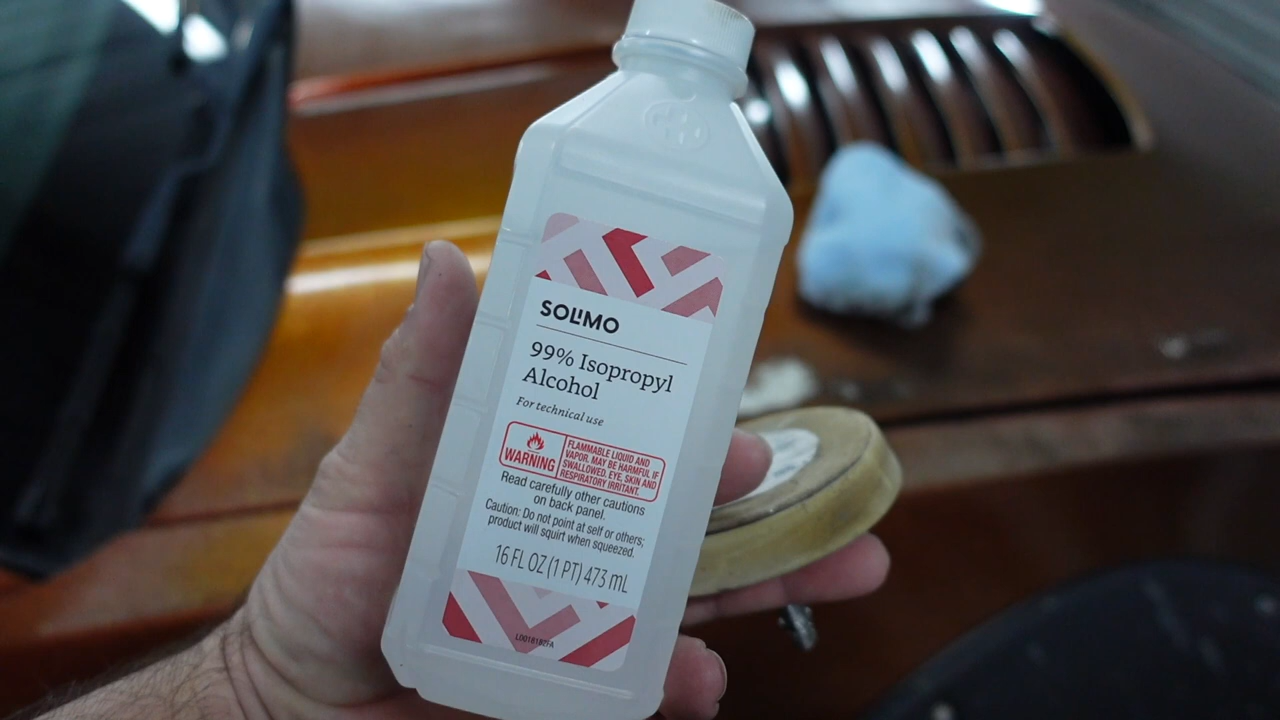 SOLIMO
99% Isopropyl
Alcohol
For technical use
WARNING
FLAMMABLE LIQUID AND
VAPOR. MAY BE HARMFUL IF
SWALLOWED. EYE, SKIN AND
RESPIRATORY IRRITANT.
Read carefully other cautions
on back panel.
Caution: Do not point at self or others;
product will squirt when squeezed.
16 FL OZ (1 PT) 473 mL
L0018182FA